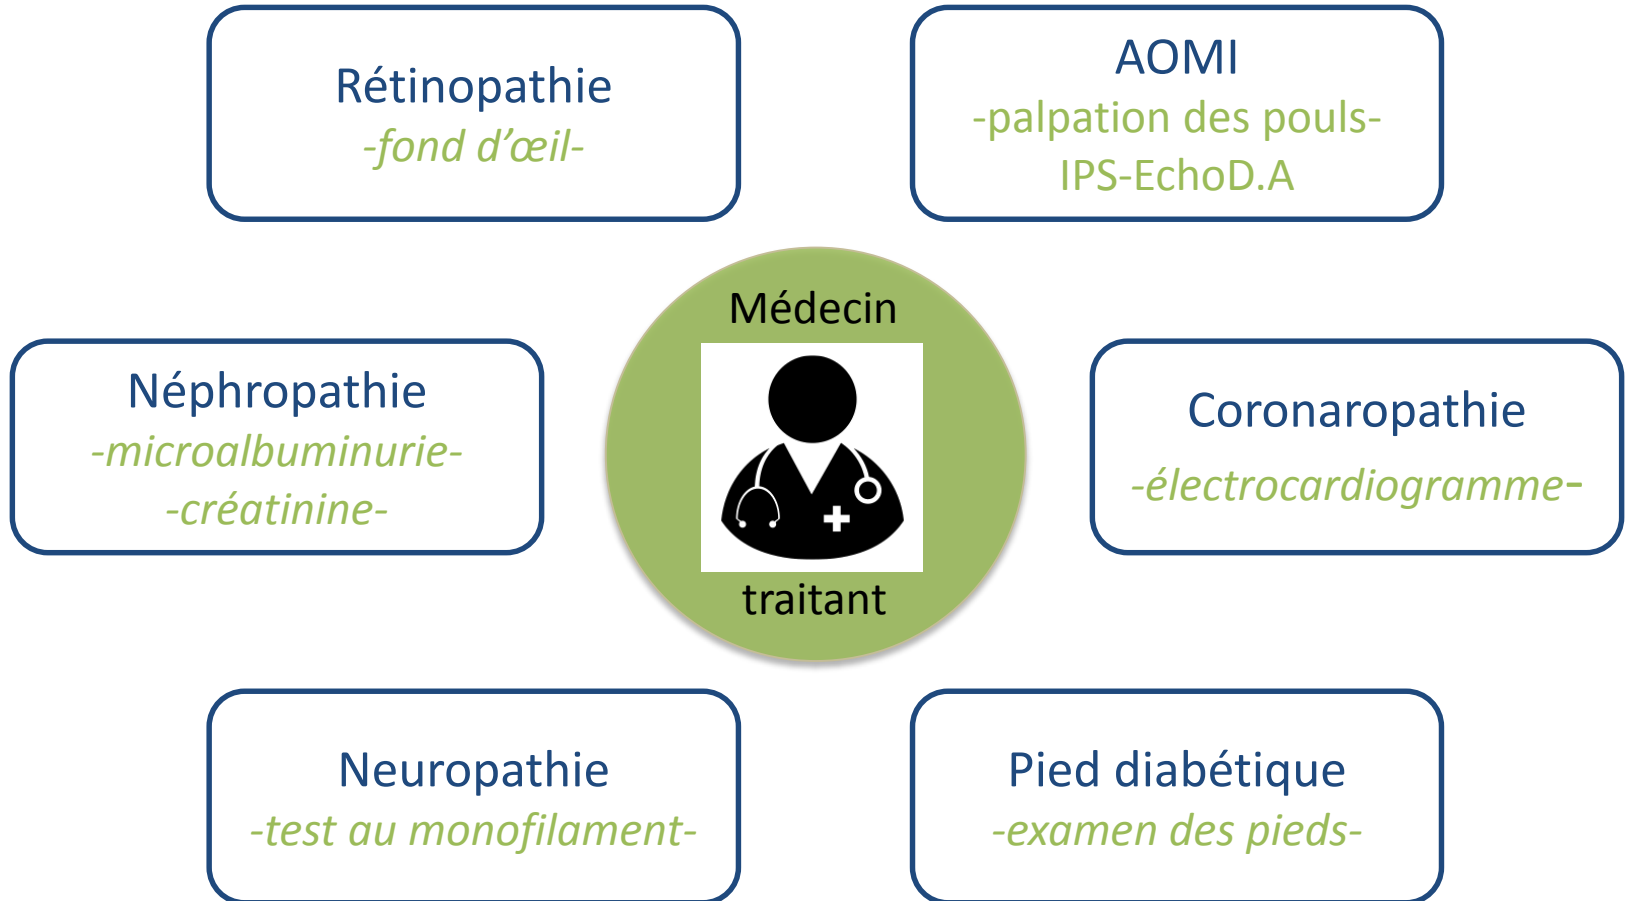 Rétinopathie
-fond d'œil-
AOMI
-palpation des pouls-
IPS-EchoD.A
Médecin
traitant
Néphropathie
-microalbuminurie-
-créatinine-
Coronaropathie
-électrocardiogramme-
Neuropathie
-test au monofilament-
Pied diabétique
-examen des pieds-